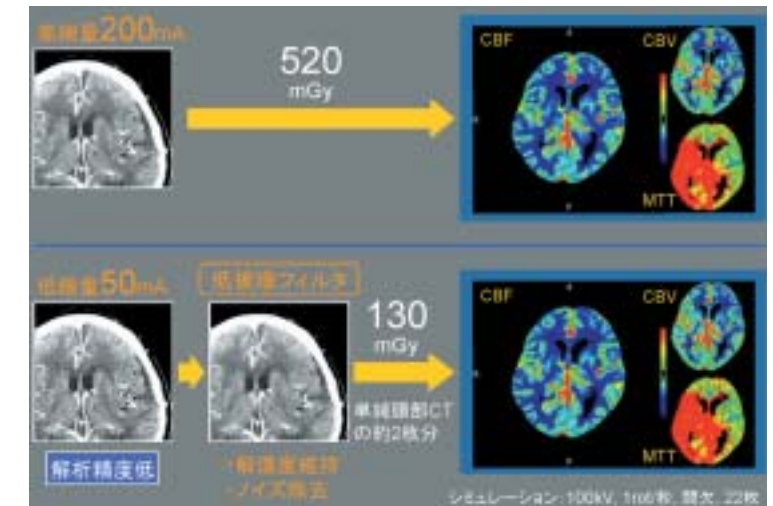 線量200mA
520
mGy
CBF
CBV
MTT
低線量50mA
低被曝フィルタ
130
mGy
単純頭部CT
の約2枚分
解析精度低
・解像度維持
・ノイズ除去
CBF
CBV
MTT
シミュレーション:100kV, 1rot/秒, 間欠, 22枚